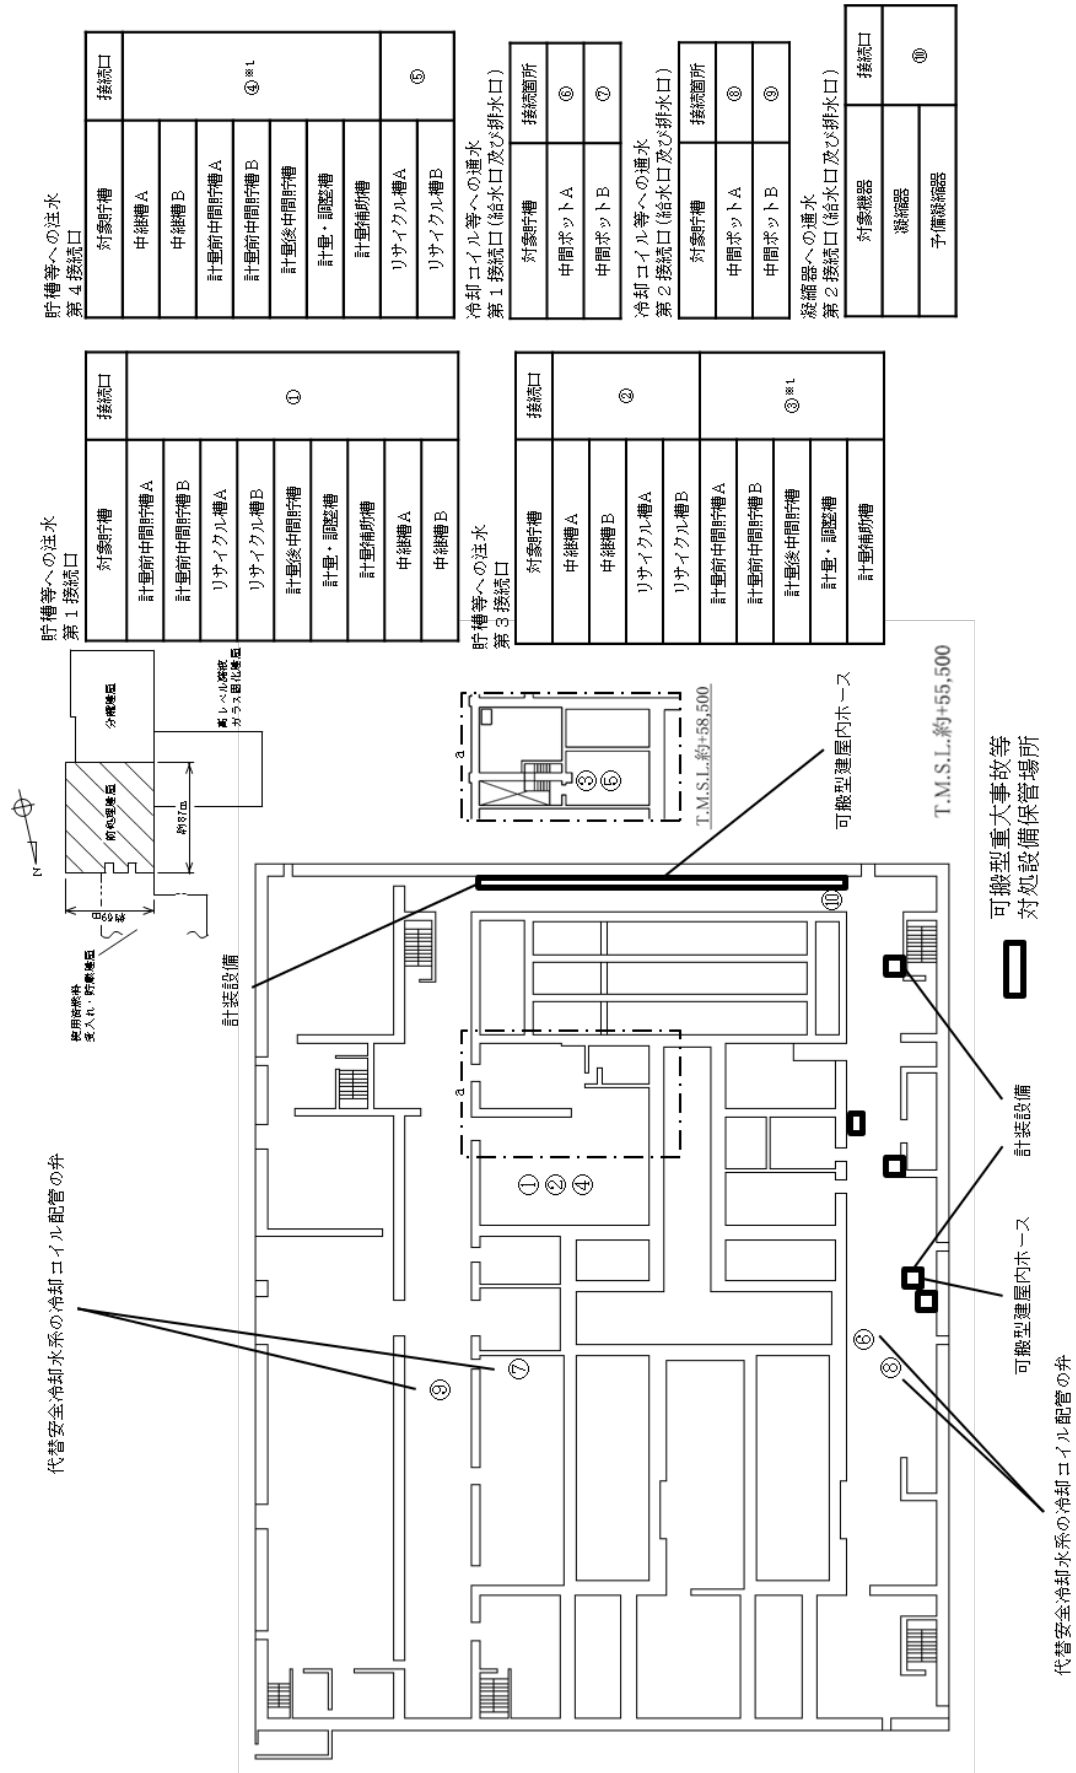 貯槽等への注水
第1接続口
対象貯槽 接続口
計量前中間貯槽A ①
計量前中間貯槽B
リサイクル槽A
リサイクル槽B
計量後中間貯槽
計量・調整槽
計量補助槽
中継槽A
中継槽B
貯槽等への注水
第3接続口
対象貯槽 接続口
中継槽A ②
中継槽B
リサイクル槽A
リサイクル槽B
計量前中間貯槽A ③※1
計量前中間貯槽B
計量後中間貯槽
計量・調整槽
計量補助槽
貯槽等への注水
第4接続口
対象貯槽 接続口
中継槽A ④※1
中継槽B
計量前中間貯槽A
計量前中間貯槽B
計量後中間貯槽
計量・調整槽
計量補助槽
リサイクル槽A ⑤
リサイクル槽B
冷却コイル等への通水
第1接続口(給水口及び排水口)
対象貯槽 接続箇所
中間ポットA ⑥
中間ポットB ⑦
冷却コイル等への通水
第2接続口(給水口及び排水口)
対象貯槽 接続箇所
中間ポットA ⑧
中間ポットB ⑨
凝縮器への通水
第2接続口(給水口及び排水口)
対象機器 接続口
凝縮器 ⑩
予備凝縮器
N
使用済燃料
受入れ・貯蔵建屋
前処理建屋
分離建屋
高レベル廃液
ガラス固化建屋
約87m
約69m
代替安全冷却水系の冷却コイル配管の弁
計装設備
可搬型建屋内ホース
a
③
⑤
T.M.S.L.約+58,500
a
①
②
④
⑨
⑦
⑥
⑧
⑩
T.M.S.L.約+55,500
可搬型重大事故等
対処設備保管場所
計装設備
可搬型建屋内ホース
代替安全冷却水系の冷却コイル配管の弁